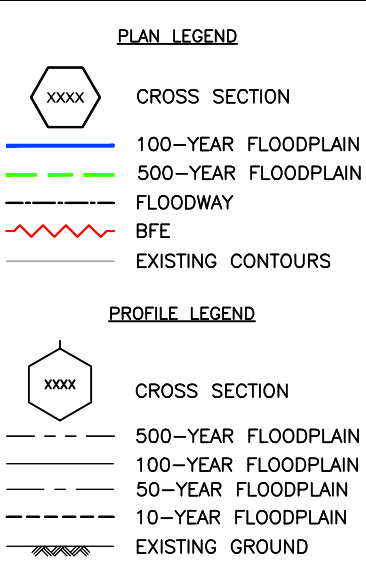 PLAN LEGEND
XXXX
CROSS SECTION
100-YEAR FLOODPLAIN
500-YEAR FLOODPLAIN
FLOODWAY
BFE
EXISTING CONTOURS
PROFILE LEGEND
XXXX
CROSS SECTION
500-YEAR FLOODPLAIN
100-YEAR FLOODPLAIN
50-YEAR FLOODPLAIN
10-YEAR FLOODPLAIN
EXISTING GROUND